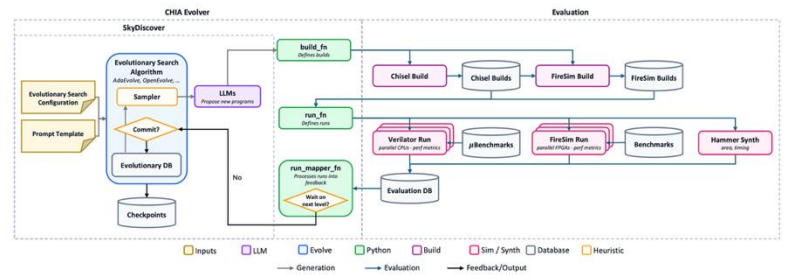 CHIA Evolver
Evaluation
SkyDiscover
Evolutionary Search
Configuration
Prompt Template
Evolutionary Search
Algorithm
AdaEvolve, OpenEvolve, ...
Sampler
Commit?
Evolutionary DB
Checkpoints
LLMs
Propose new programs
build_fn
Defines builds
Chisel Build
Chisel Builds
FireSim Build
FireSim Builds
run_fn
Defines runs
Verilator Run
parallel CPUs · perf metrics
μBenchmarks
FireSim Run
parallel FPGAs · perf metrics
Benchmarks
Hammer Synth
area, timing
run_mapper_fn
Processes runs into
feedback
Wait on
next level?
No
Evaluation DB
Inputs
LLM
Evolve
Python
Build
Sim / Synth
Database
Heuristic
Generation
Evaluation
Feedback/Output